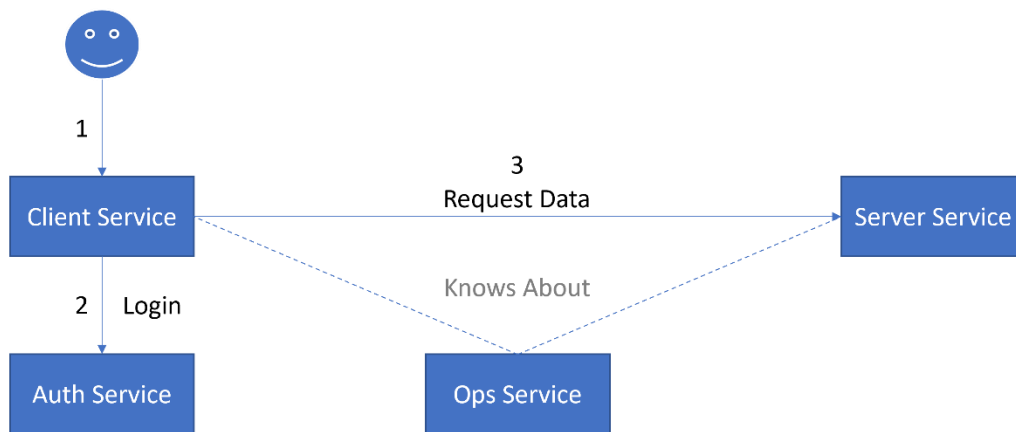 1
3
Request Data
Client Service
Server Service
Knows About
2 Login
Auth Service
Ops Service